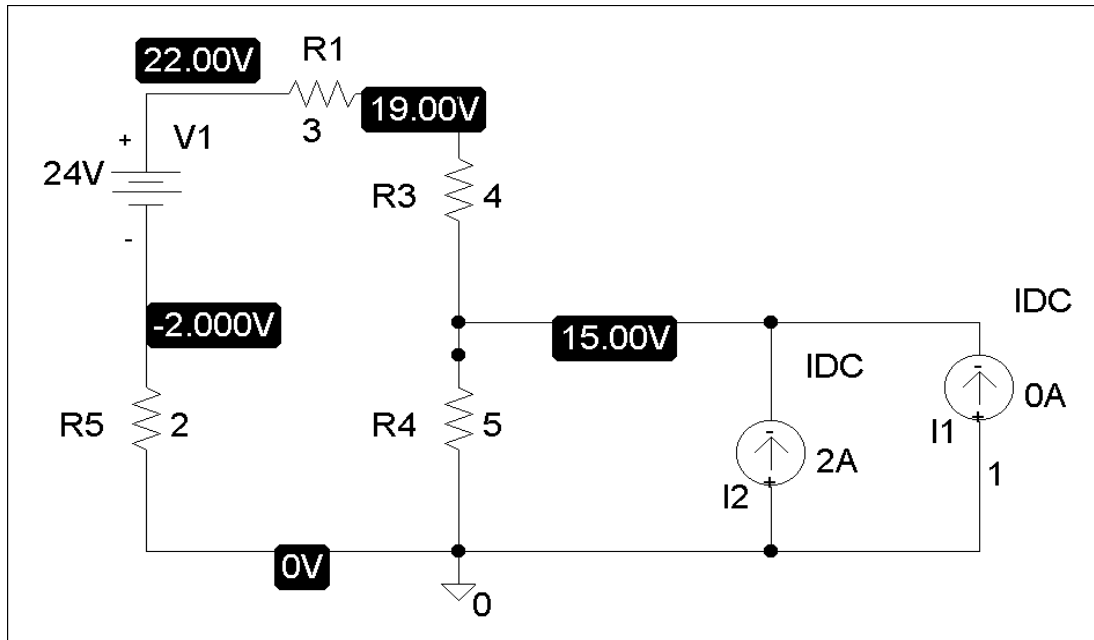 22.00V
R1
19.00V
3
+
V1
24V
-
R3
4
-2.000V
15.00V
IDC
IDC
R5
2
R4
5
-
+
2A
I2
-
+
0A
I1
1
0V
0